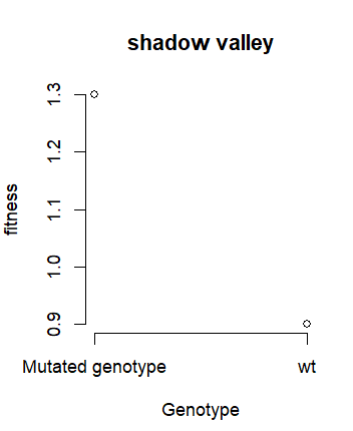 shadow valley
1.3
1.2
1.1
1.0
0.9
fitness
Mutated genotype wt
Genotype